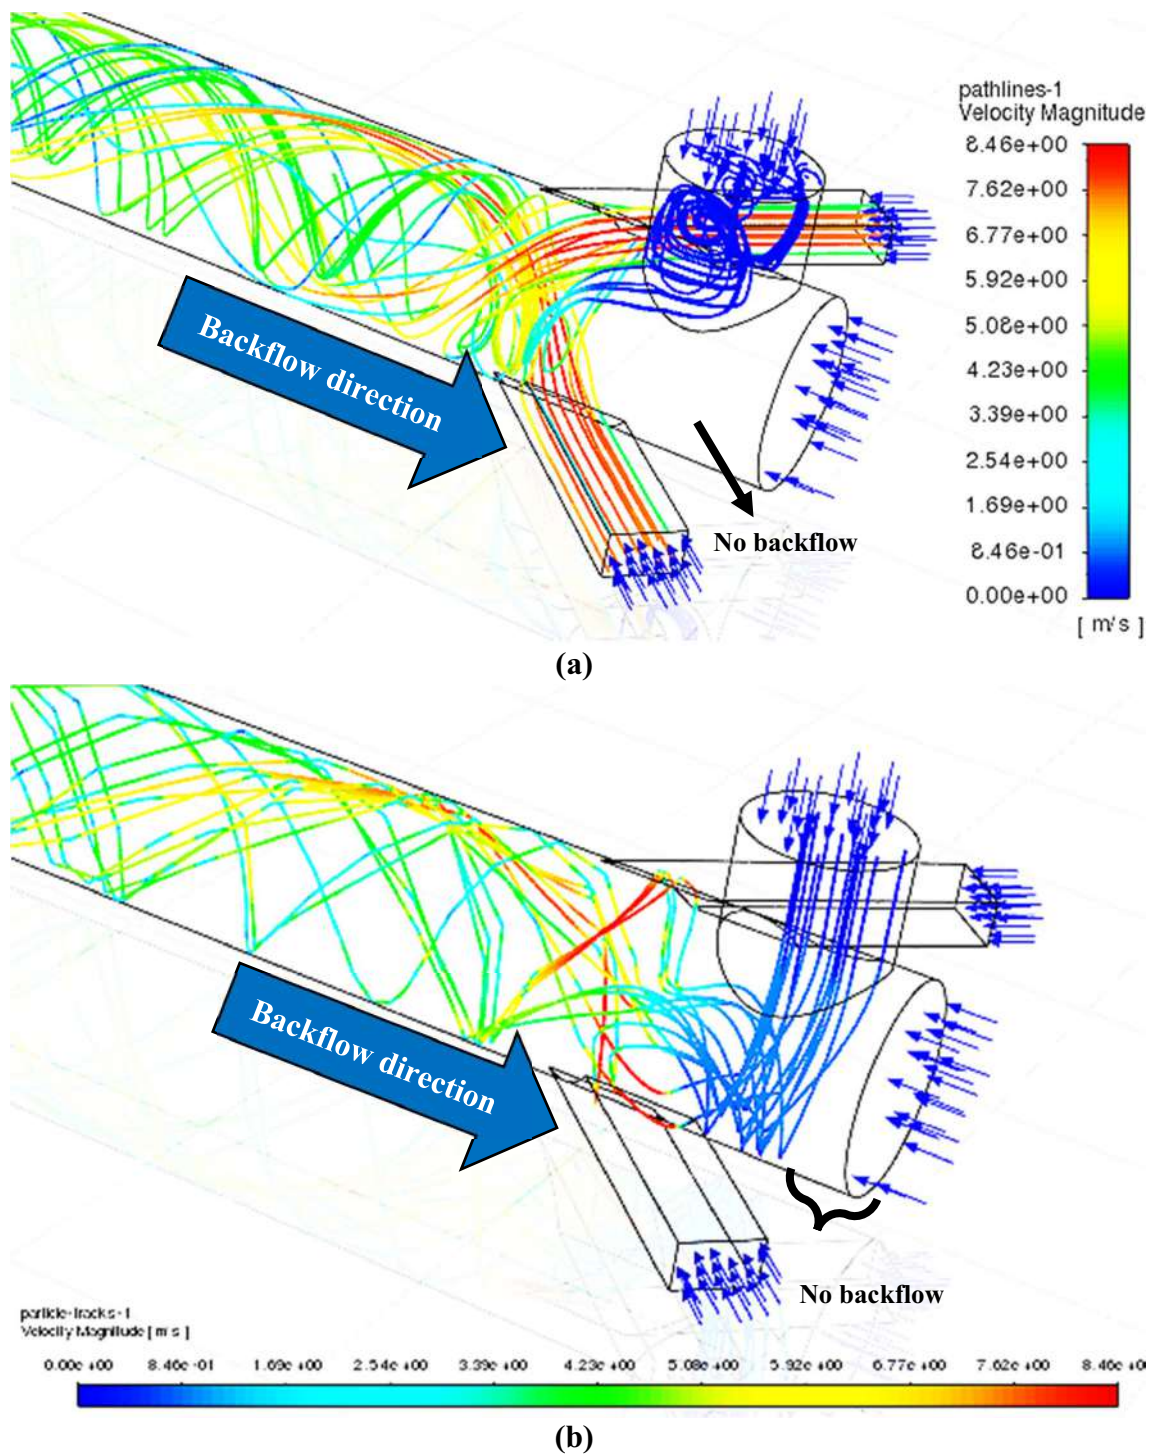 pathlines-1
Velocity Magnitude
8.46e+00
7.62e+00
6.77e+00
5.92e+00
5.08e+00
4.23e+00
3.39e+00
2.54e+00
1.69e+00
8.46e-01
0.00e+00
[ m/s ]
Backflow direction
No backflow
(a)
Backflow direction
No backflow
particle-tracks-1
Velocity Magnitude [ m/s ]
0.00e+00 8.46e-01 1.69e+00 2.54e+00 3.39e+00 4.23e+00 5.08e+00 5.92e+00 6.77e+00 7.62e+00 8.46e+0
(b)